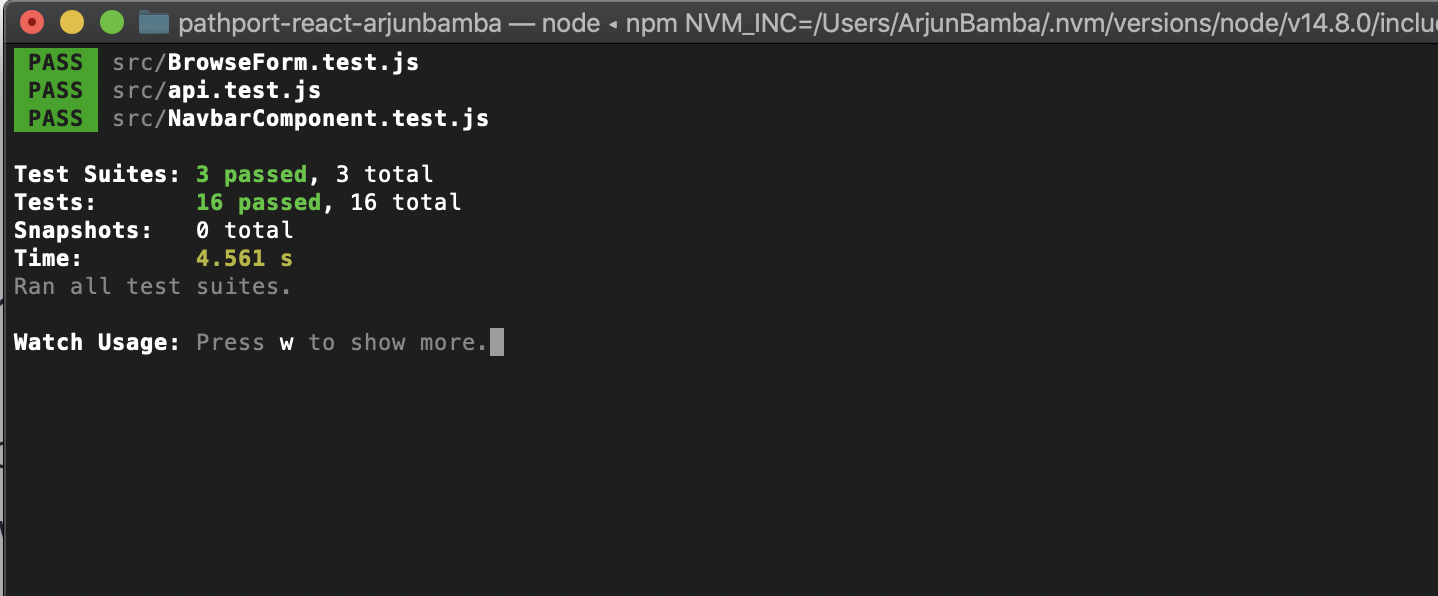 pathport-react-arjunbamba — node ◂ npm NVM_INC=/Users/ArjunBamba/.nvm/versions/node/v14.8.0/inclu
PASS src/BrowseForm.test.js
PASS src/api.test.js
PASS src/NavbarComponent.test.js
Test Suites: 3 passed, 3 total
Tests: 16 passed, 16 total
Snapshots: 0 total
Time: 4.561 s
Ran all test suites.
Watch Usage: Press w to show more.